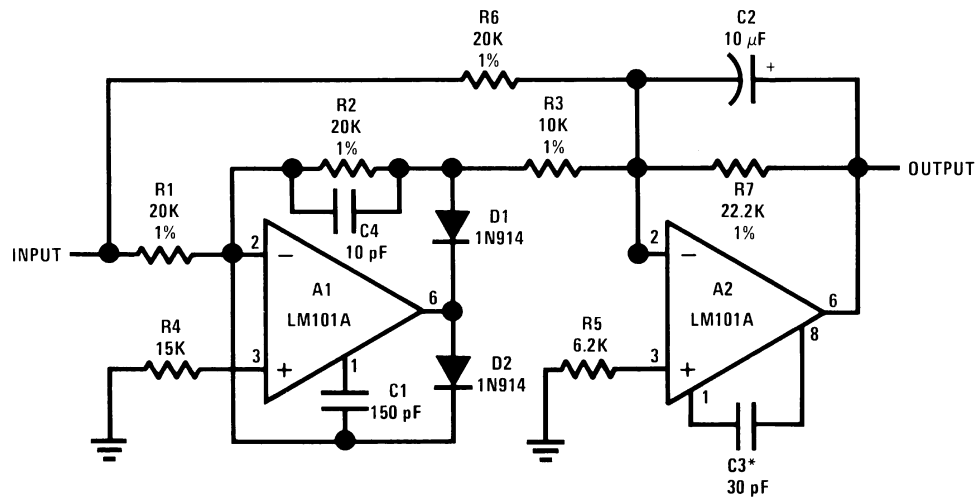 R6
20K
1%
C2
10 μF
+
R2
20K
1%
R3
10K
1%
C4
10 pF
R1
20K
1%
D1
1N914
R7
22.2K
1%
OUTPUT
INPUT
2
−
A1
LM101A
6
3
+
1
R4
15K
C1
150 pF
D2
1N914
2
−
A2
LM101A
6
8
3
+
1
R5
6.2K
C3*
30 pF